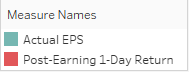 Measure Names
Actual EPS
Post-Earning 1-Day Return